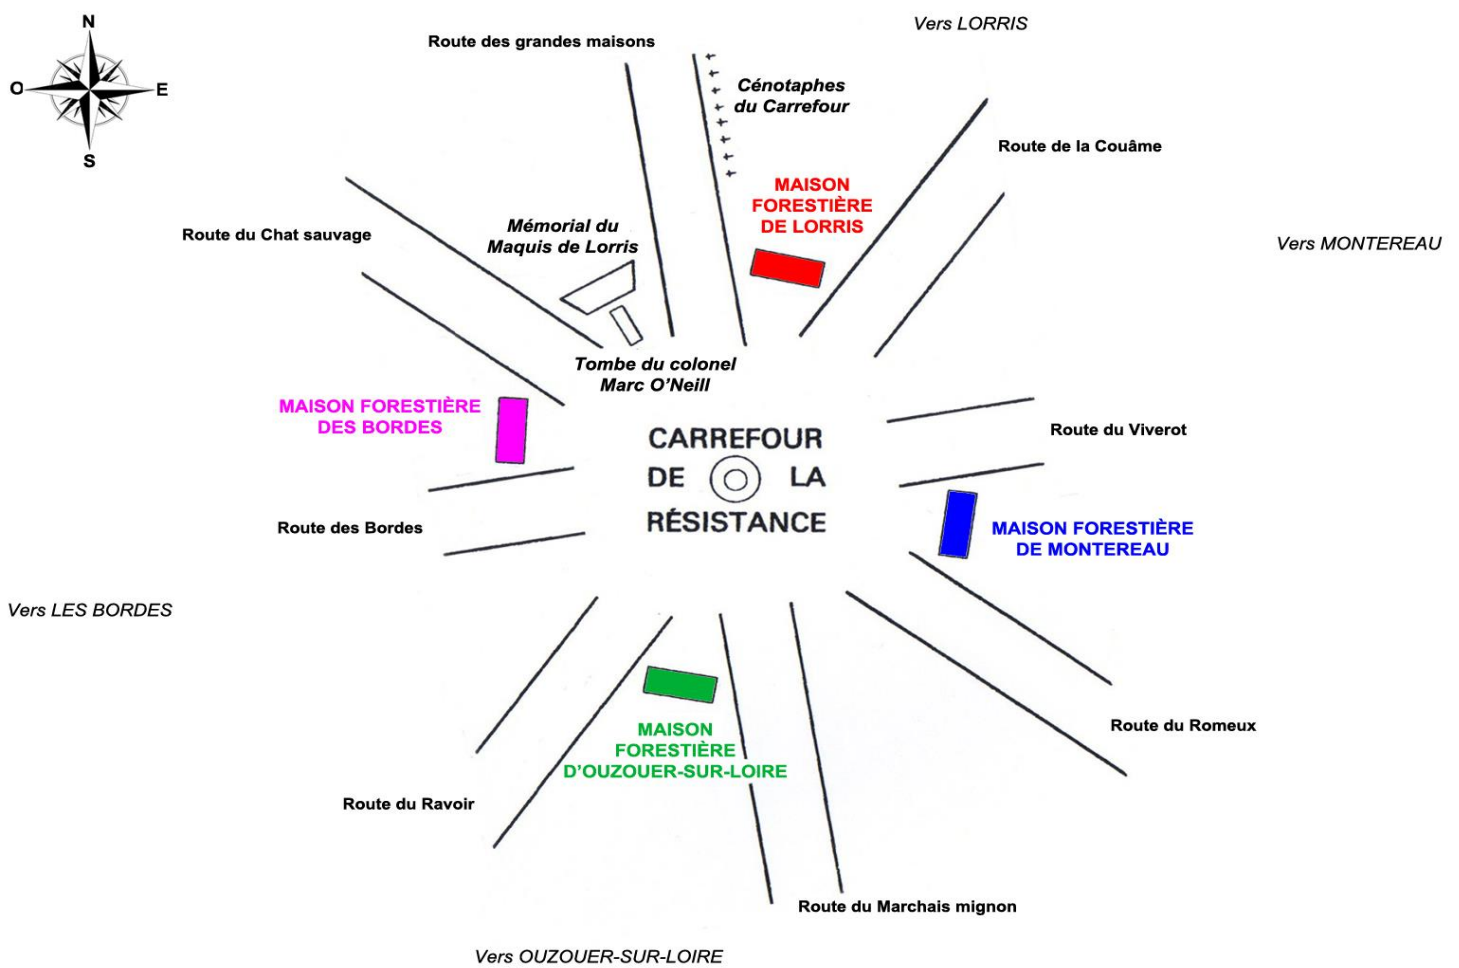 N
O
E
S
Vers LORRIS
Route des grandes maisons
Cénotaphes
du Carrefour
Route de la Couâme
MAISON
FORESTIÈRE
DE LORRIS
Mémorial du
Maquis de Lorris
Route du Chat sauvage
Vers MONTEREAU
Tombe du colonel
Marc O'Neill
MAISON FORESTIÈRE
DES BORDES
CARREFOUR
DE LA
RÉSISTANCE
Route du Viverot
Route des Bordes
MAISON FORESTIÈRE
DE MONTEREAU
Vers LES BORDES
MAISON
FORESTIÈRE
D'OUZOUER-SUR-LOIRE
Route du Romeux
Route du Ravoir
Route du Marchais mignon
Vers OUZOUER-SUR-LOIRE